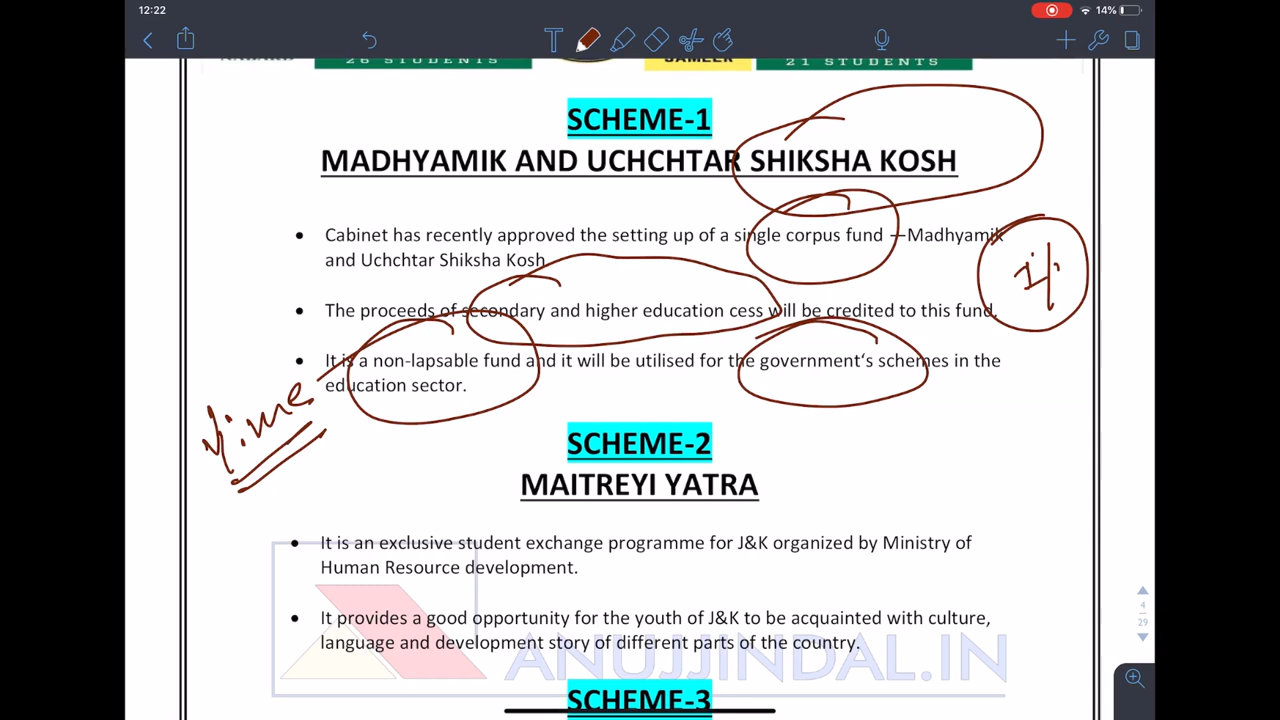 12:22
14%
T
26 STUDENTS
SAMEER
21 STUDENTS
SCHEME-1
MADHYAMIK AND UCHCHTAR SHIKSHA KOSH
• Cabinet has recently approved the setting up of a single corpus fund —Madhyamik
and Uchchtar Shiksha Kosh
• The proceeds of secondary and higher education cess will be credited to this fund.
• It is a non-lapsable fund and it will be utilised for the government‘s schemes in the
education sector.
SCHEME-2
MAITREYI YATRA
• It is an exclusive student exchange programme for J&K organized by Ministry of
Human Resource development.
• It provides a good opportunity for the youth of J&K to be acquainted with culture,
language and development story of different parts of the country.
4
29
ANUJJINDAL.IN
SCHEME-3